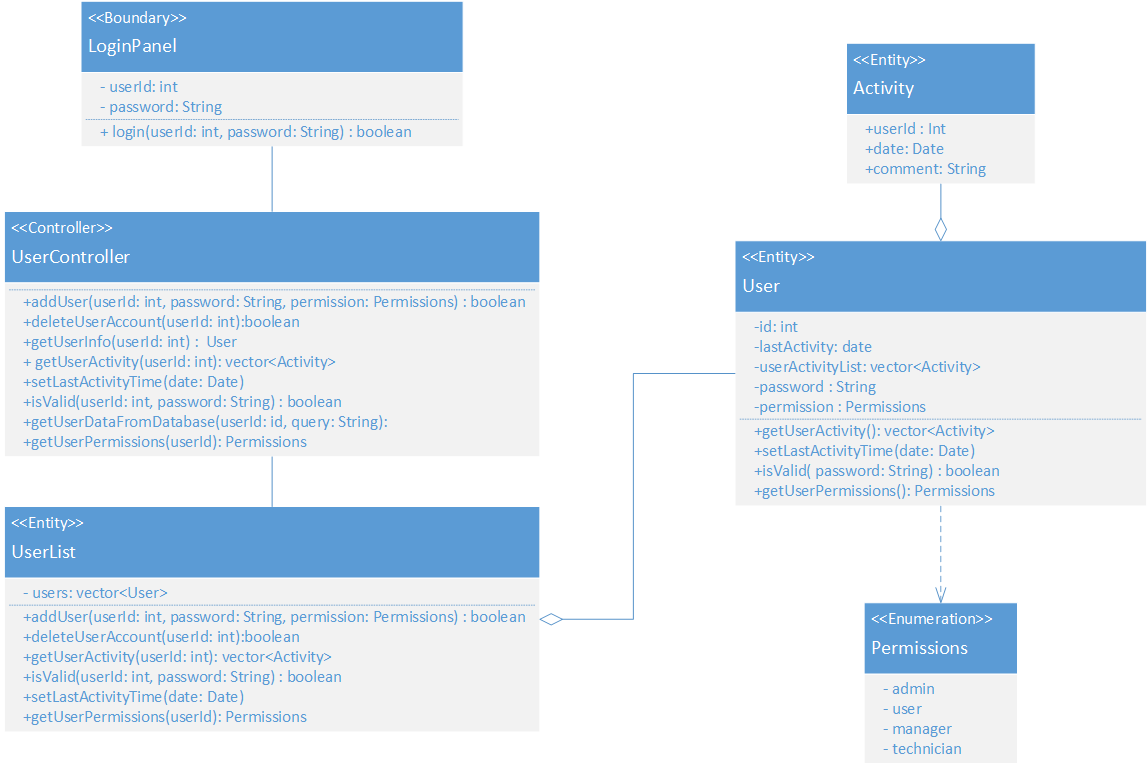 <<Boundary>>
LoginPanel
- userId: int
- password: String
+ login(userId: int, password: String) : boolean
<<Controller>>
UserController
+addUser(userId: int, password: String, permission: Permissions) : boolean
+deleteUserAccount(userId: int):boolean
+getUserInfo(userId: int) : User
+ getUserActivity(userId: int): vector<Activity>
+setLastActivityTime(date: Date)
+isValid(userId: int, password: String) : boolean
+getUserDataFromDatabase(userId: id, query: String):
+getUserPermissions(userId): Permissions
<<Entity>>
UserList
- users: vector<User>
+addUser(userId: int, password: String, permission: Permissions) : boolean
+deleteUserAccount(userId: int):boolean
+getUserActivity(userId: int): vector<Activity>
+isValid(userId: int, password: String) : boolean
+setLastActivityTime(date: Date)
+getUserPermissions(userId): Permissions
<<Entity>>
Activity
+userId : Int
+date: Date
+comment: String
<<Entity>>
User
-id: int
-lastActivity: date
-userActivityList: vector<Activity>
-password : String
-permission : Permissions
+getUserActivity(): vector<Activity>
+setLastActivityTime(date: Date)
+isValid( password: String) : boolean
+getUserPermissions(): Permissions
<<Enumeration>>
Permissions
- admin
- user
- manager
- technician